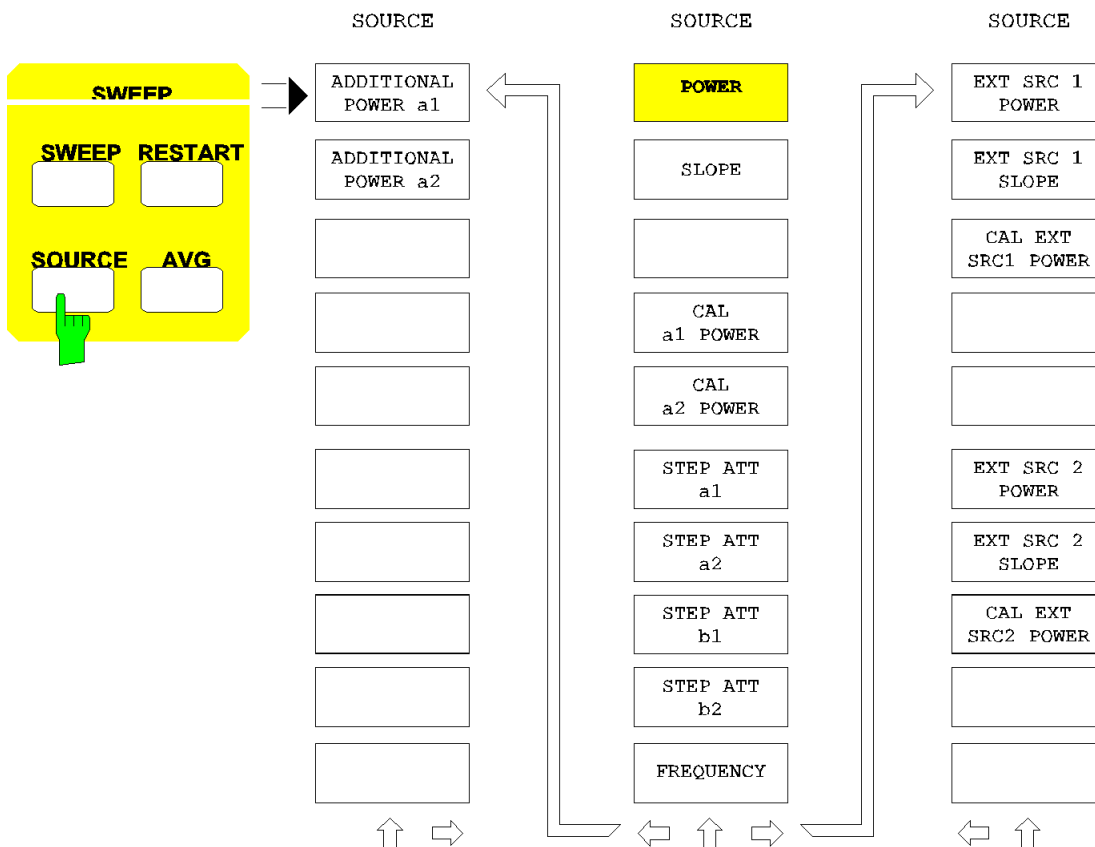 SOURCE
SOURCE
SOURCE
SWEEP
SWEEP RESTART
SOURCE AVG
ADDITIONAL
POWER a1
ADDITIONAL
POWER a2
POWER
SLOPE
CAL
a1 POWER
CAL
a2 POWER
STEP ATT
a1
STEP ATT
a2
STEP ATT
b1
STEP ATT
b2
FREQUENCY
EXT SRC 1
POWER
EXT SRC 1
SLOPE
CAL EXT
SRC1 POWER
EXT SRC 2
POWER
EXT SRC 2
SLOPE
CAL EXT
SRC2 POWER